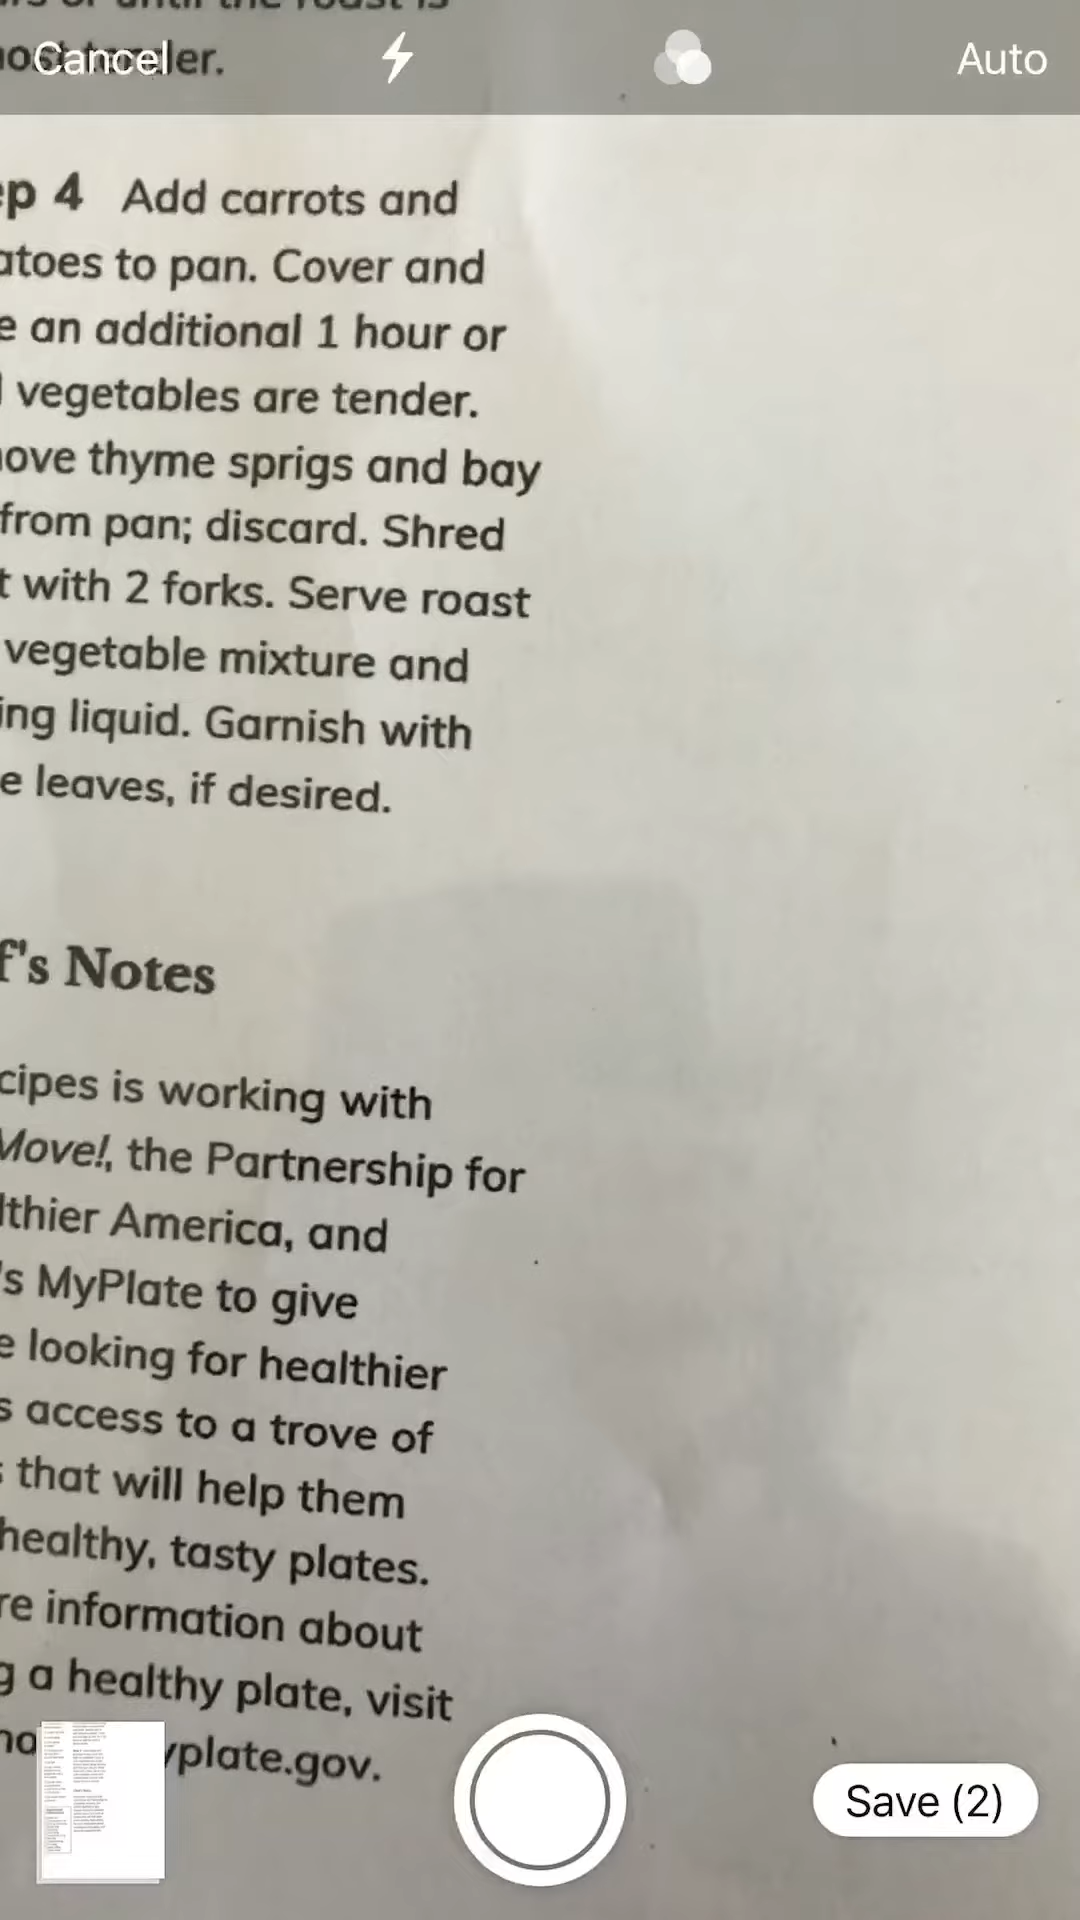 Cancel
Auto
ler.
ep 4 Add carrots and
atoes to pan. Cover and
e an additional 1 hour or
l vegetables are tender.
ove thyme sprigs and bay
from pan; discard. Shred
t with 2 forks. Serve roast
vegetable mixture and
ing liquid. Garnish with
e leaves, if desired.
f's Notes
cipes is working with
Move!, the Partnership for
lthier America, and
's MyPlate to give
e looking for healthier
s access to a trove of
that will help them
healthy, tasty plates.
re information about
g a healthy plate, visit
yplate.gov.
Save (2)